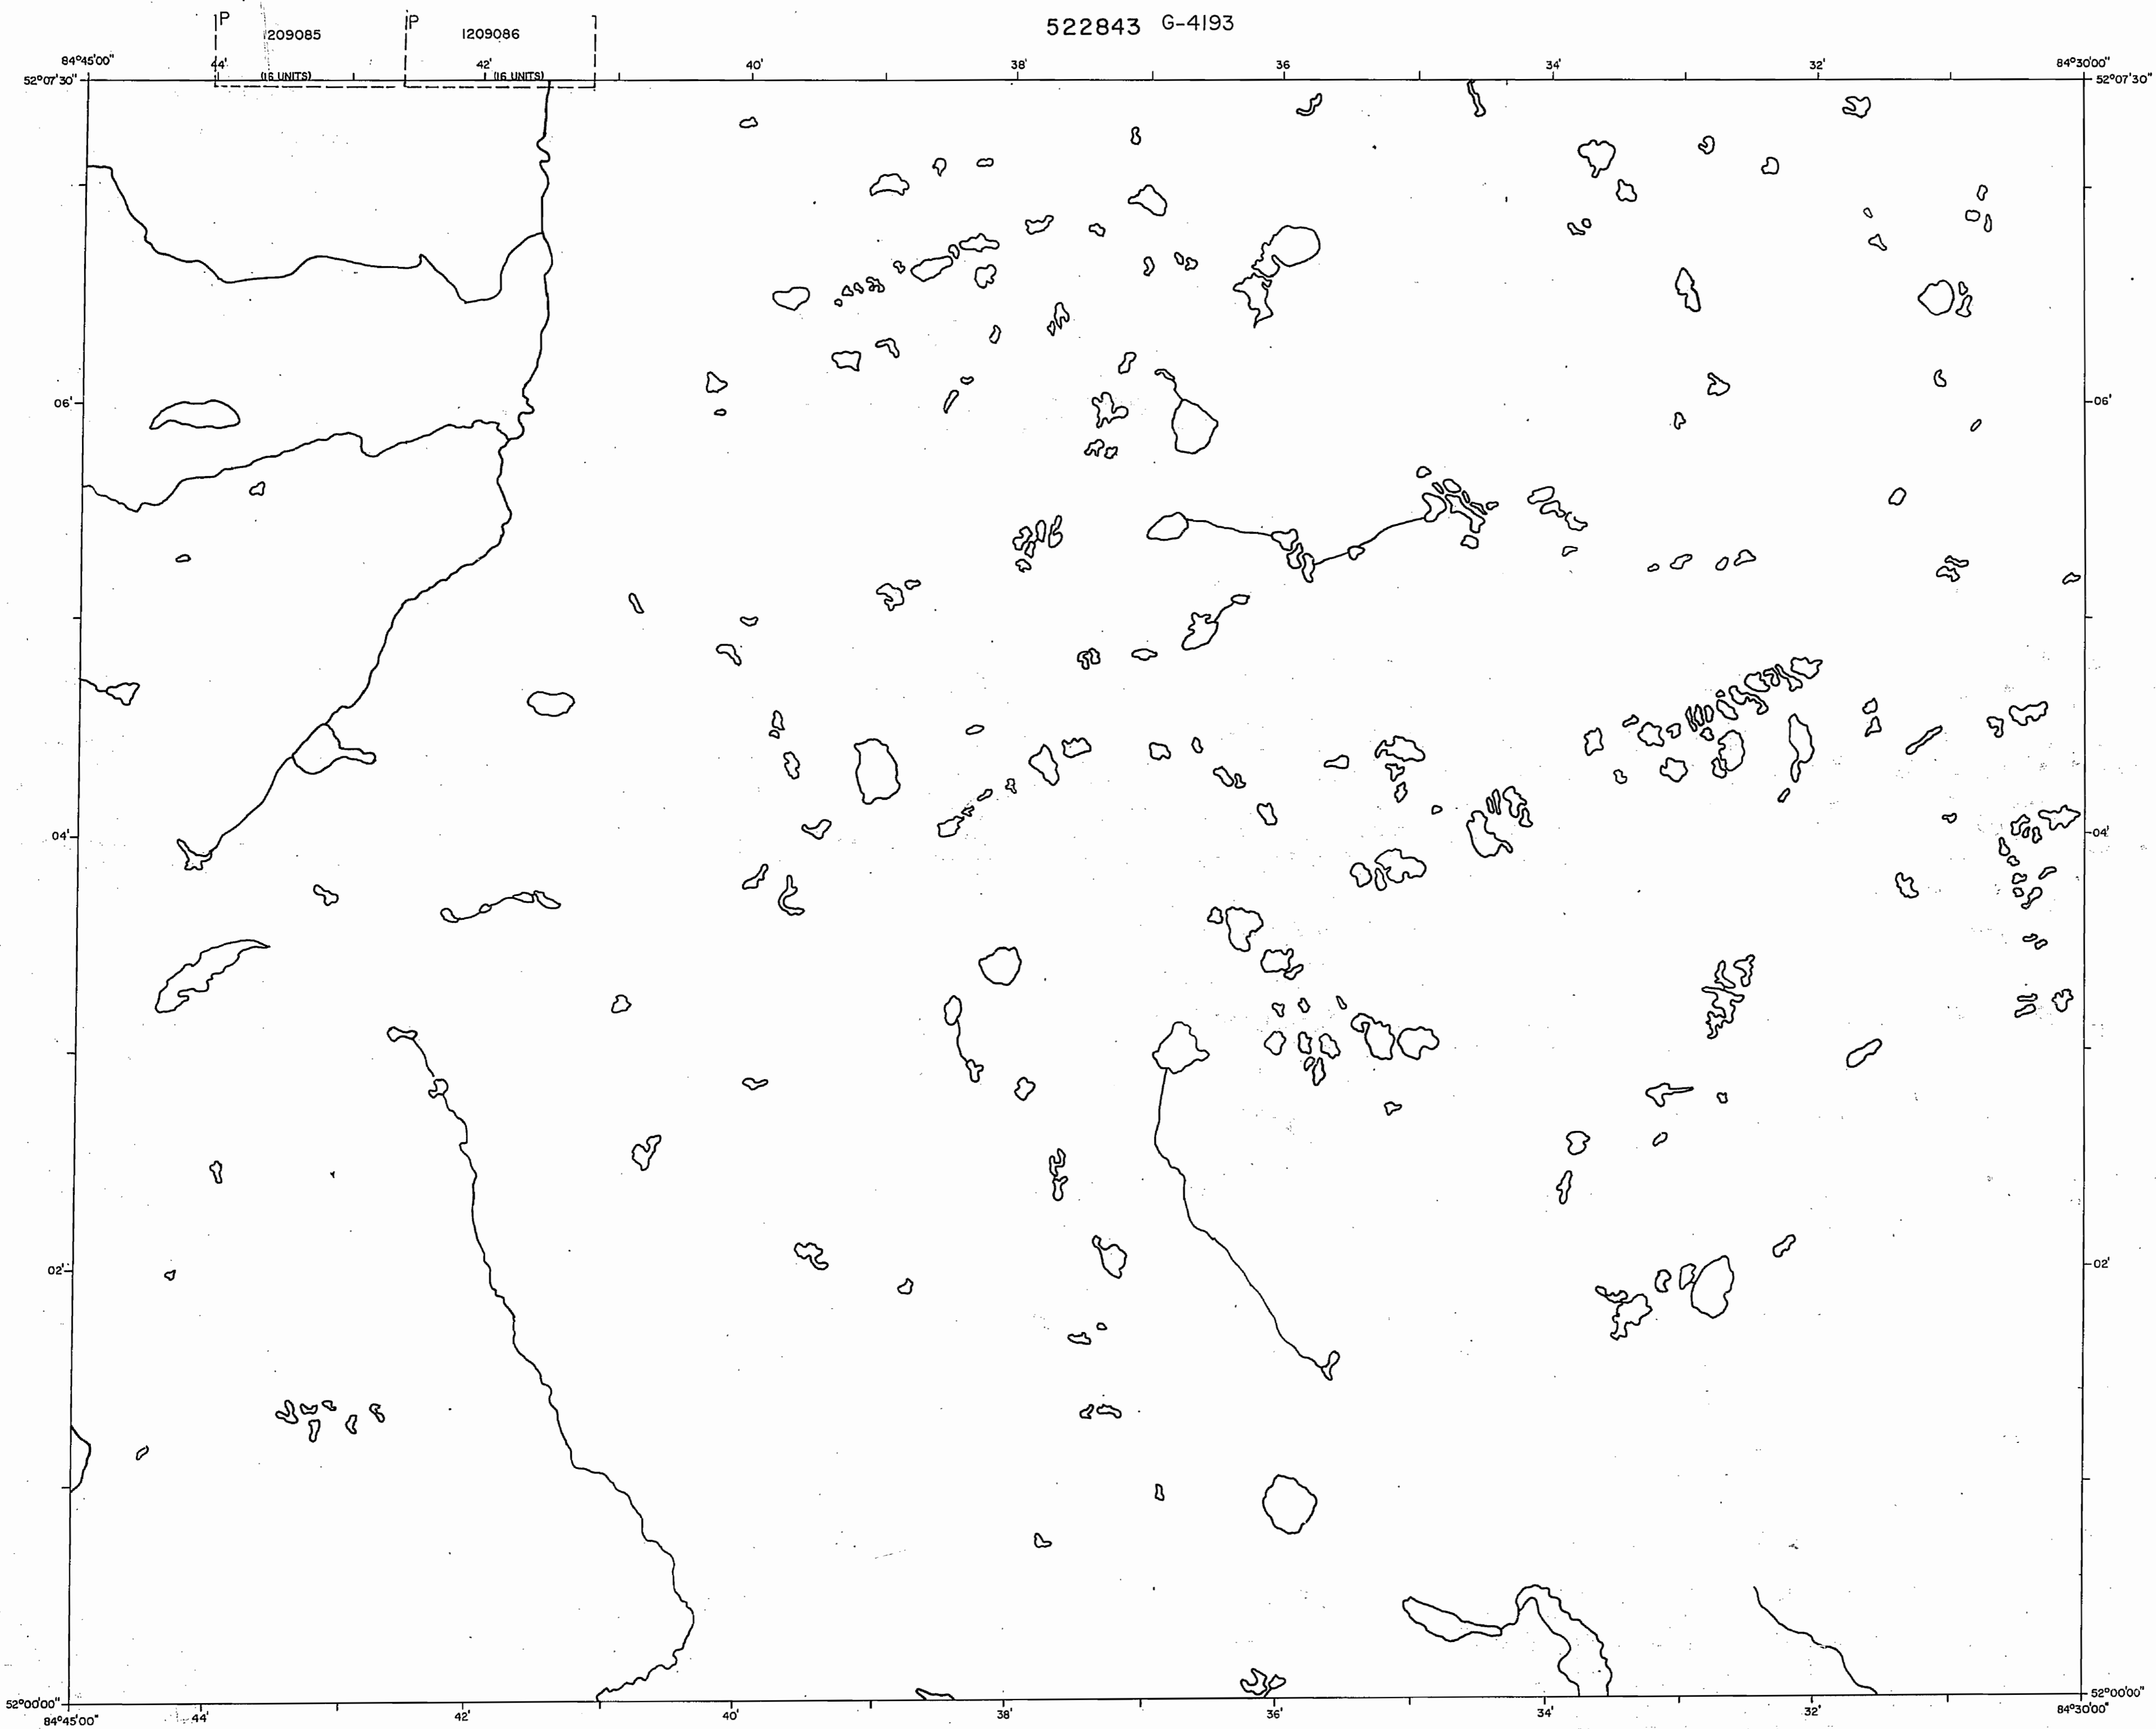 522843 G-4193
P P
1209085 1209086
84°45'00" 44' (16 UNITS) 42' (16 UNITS) 40' 38' 36' 34' 32' 84°30'00"
52°07'30" 52°07'30"
06' 06'
04' 04'
02' 02'
52°00'00" 52°00'00"
84°45'00" 44' 42' 40' 38' 36' 34' 32' 84°30'00"